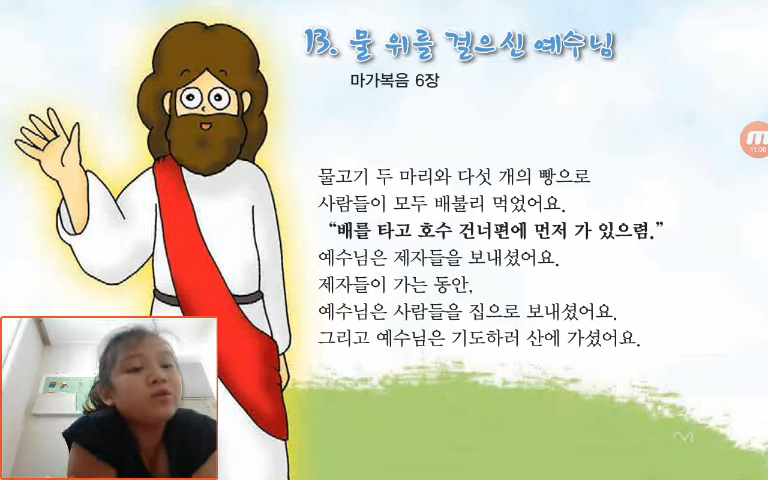 13. 물 위를 걸으신 예수님
마가복음 6장
물고기 두 마리와 다섯 개의 빵으로
사람들이 모두 배불리 먹었어요.
“배를 타고 호수 건너편에 먼저 가 있으렴.”
예수님은 제자들을 보내셨어요.
제자들이 가는 동안,
예수님은 사람들을 집으로 보내셨어요.
그리고 예수님은 기도하러 산에 가셨어요.
m